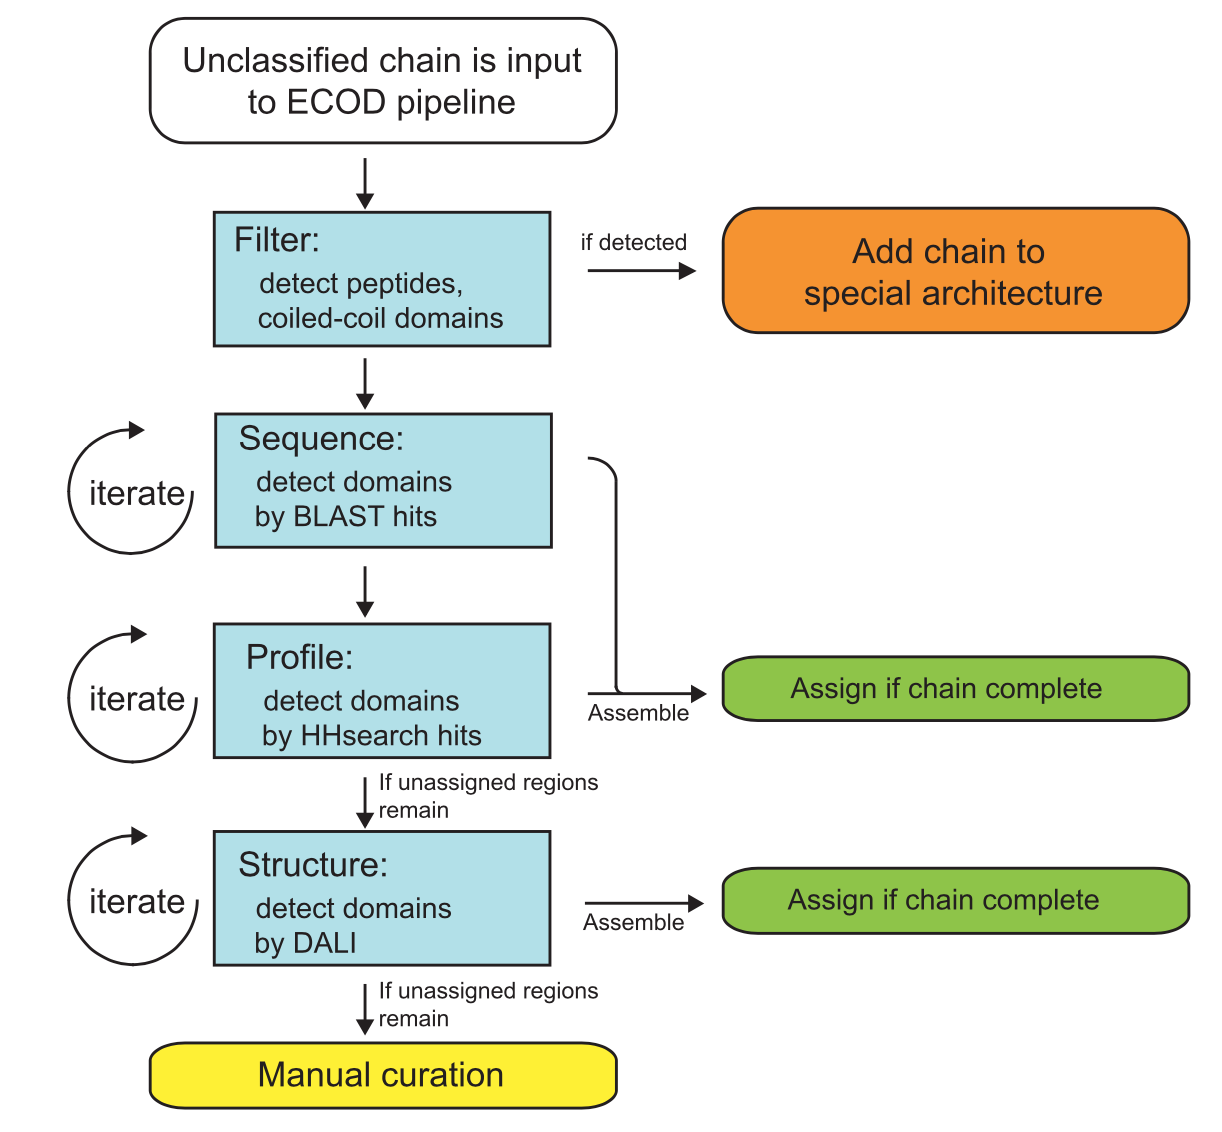 Unclassified chain is input
to ECOD pipeline
Filter:
detect peptides,
coiled-coil domains
if detected
Add chain to
special architecture
iterate
Sequence:
detect domains
by BLAST hits
iterate
Profile:
detect domains
by HHsearch hits
Assemble
Assign if chain complete
If unassigned regions
remain
iterate
Structure:
detect domains
by DALI
Assemble
Assign if chain complete
If unassigned regions
remain
Manual curation